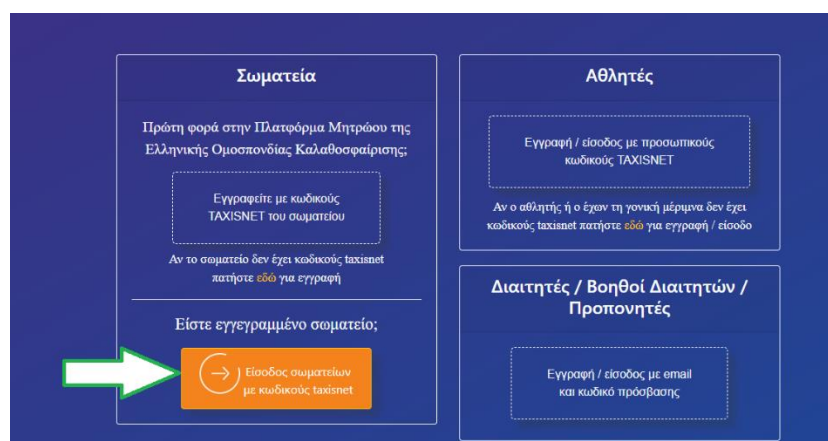 Σωματεία
Πρώτη φορά στην Πλατφόρμα Μητρώου της
Ελληνικής Ομοσπονδίας Καλαθοσφαίρισης;
Εγγραφείτε με κωδικούς
TAXISNET του σωματείου
Αν το σωματείο δεν έχει κωδικούς taxisnet
πατήστε εδώ για εγγραφή
Είστε εγγεγραμμένο σωματείο;
Είσοδος σωματείων
με κωδικούς taxisnet
Αθλητές
Εγγραφή / είσοδος με προσωπικούς
κωδικούς TAXISNET
Αν ο αθλητής ή ο έχων τη γονική μέριμνα δεν έχει
κωδικούς taxisnet πατήστε εδώ για εγγραφή / είσοδο
Διαιτητές / Βοηθοί Διαιτητών /
Προπονητές
Εγγραφή / είσοδος με email
και κωδικό πρόσβασης